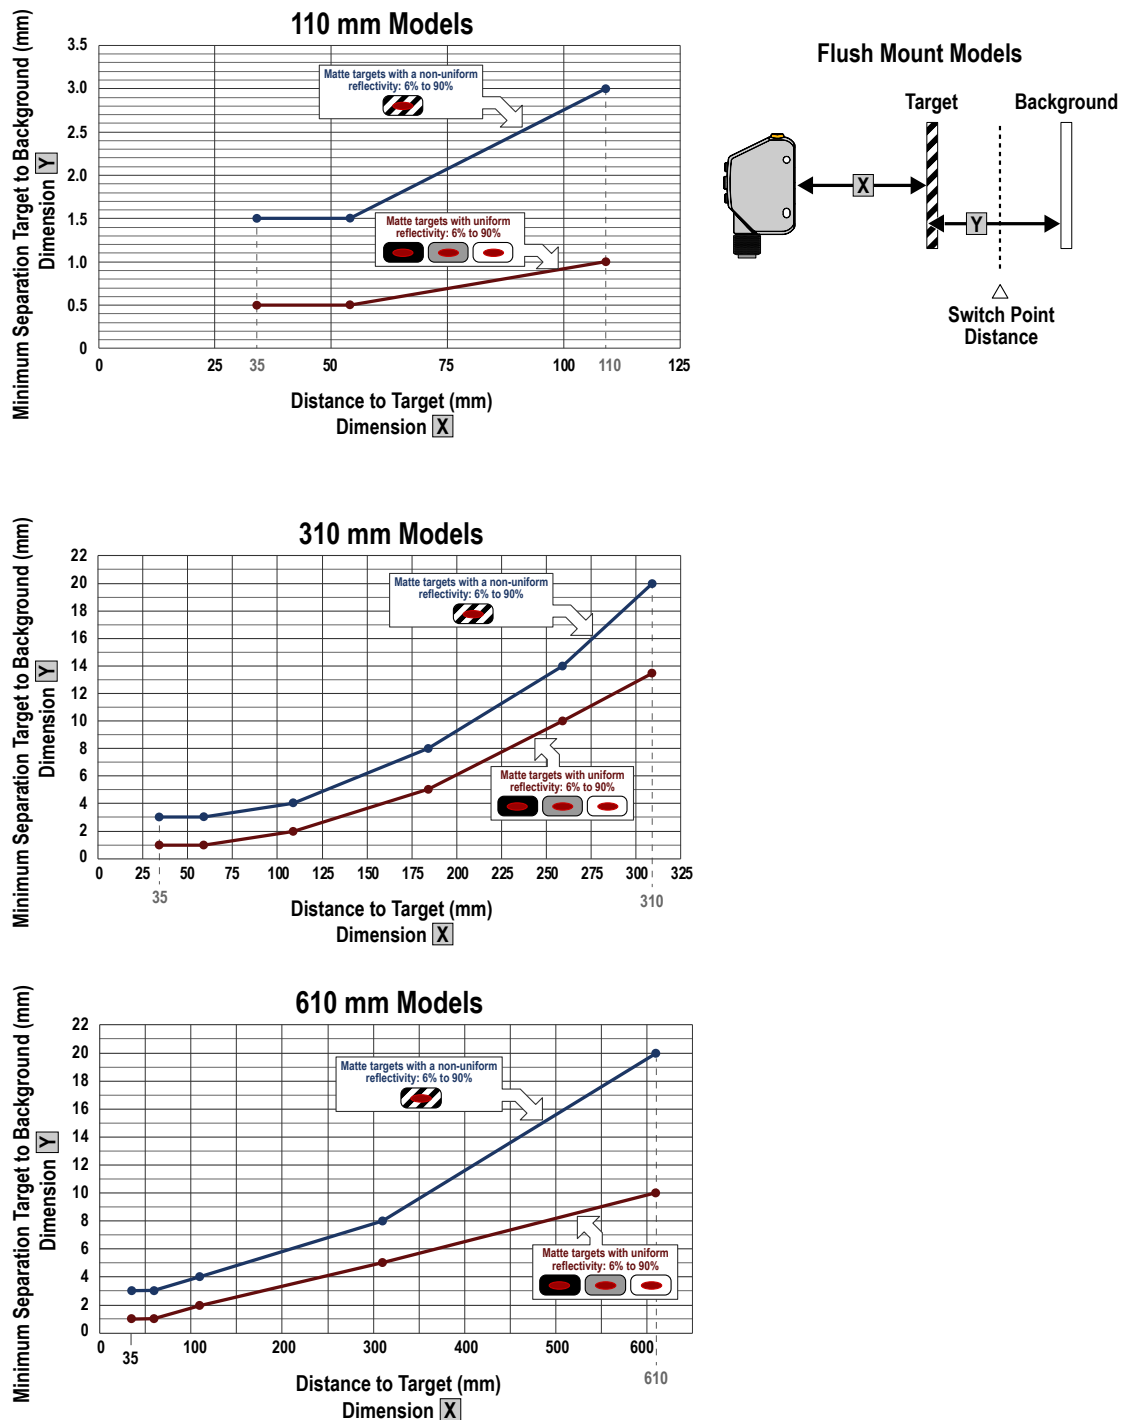 110 mm Models
Minimum Separation Target to Background (mm)
Dimension Y
3.5
3.0
2.5
2.0
1.5
1.0
0.5
0
Matte targets with a non-uniform
reflectivity: 6% to 90%
Matte targets with uniform
reflectivity: 6% to 90%
0 25 35 50 75 100 110 125
Distance to Target (mm)
Dimension X
Flush Mount Models
Target Background
X
Y
Switch Point
Distance
310 mm Models
Minimum Separation Target to Background (mm)
Dimension Y
22
20
18
16
14
12
10
8
6
4
2
0
Matte targets with a non-uniform
reflectivity: 6% to 90%
Matte targets with uniform
reflectivity: 6% to 90%
0 25 50 75 100 125 150 175 200 225 250 275 300 325
35 310
Distance to Target (mm)
Dimension X
610 mm Models
Minimum Separation Target to Background (mm)
Dimension Y
22
20
18
16
14
12
10
8
6
4
2
0
Matte targets with a non-uniform
reflectivity: 6% to 90%
Matte targets with uniform
reflectivity: 6% to 90%
0 100 200 300 400 500 600
35 610
Distance to Target (mm)
Dimension X